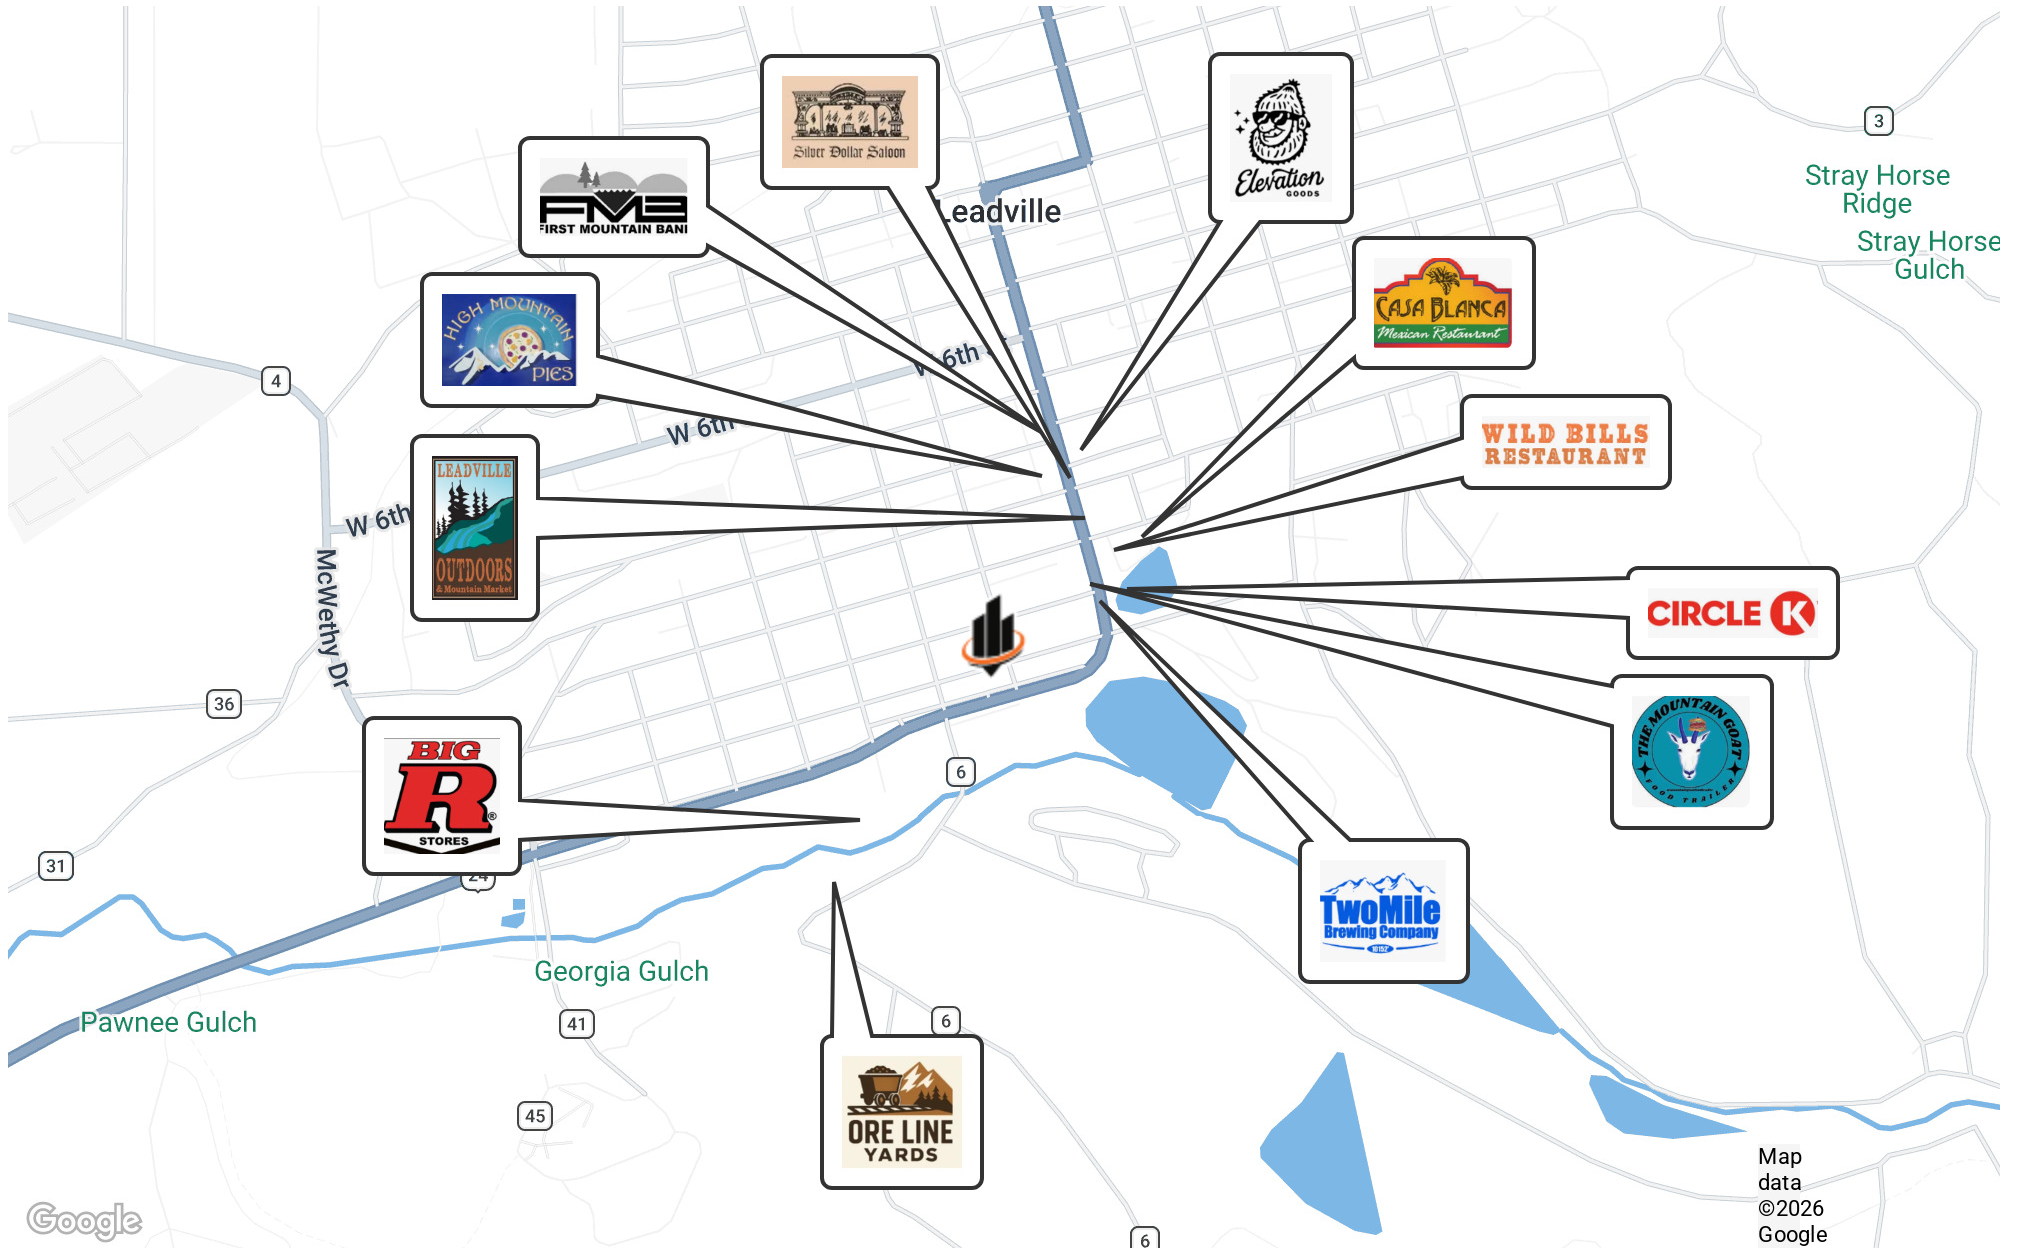 Silver Dollar Saloon
Elevation
GOODS
3
Stray Horse
Ridge
Stray Horse
Gulch
FMB
FIRST MOUNTAIN BANK
Leadville
CASA BLANCA
Mexican Restaurant
HIGH MOUNTAIN
PIES
W 6th
4
W 6th
WILD BILLS
RESTAURANT
LEADVILLE
OUTDOORS
& Mountain Market
W 6th
McWethy Dr
CIRCLE K
36
THE MOUNTAIN GOAT
FOOD TRAILER
BIG
R
®
STORES
6
31
24
TwoMile
Brewing Company
10152'
Georgia Gulch
Pawnee Gulch
41
6
45
ORE LINE
YARDS
Map
data
©2026
Google
Google
6